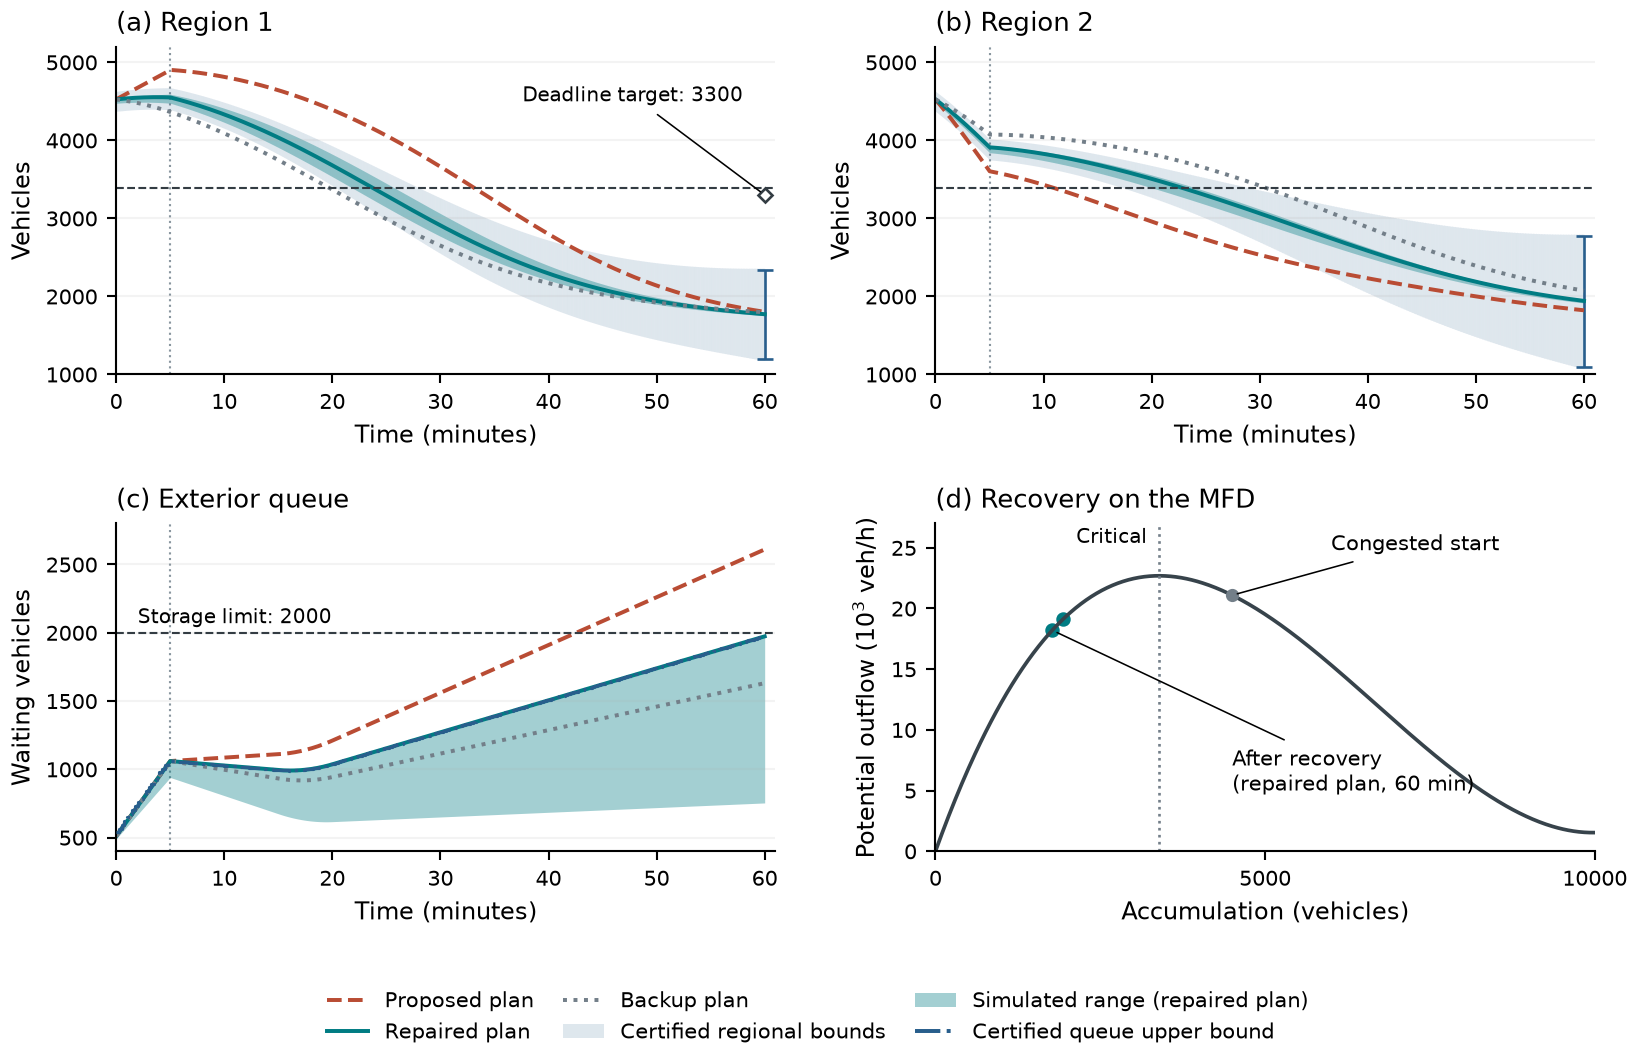 (a) Region 1
Vehicles
5000
4000
3000
2000
1000
Deadline target: 3300
0 10 20 30 40 50 60
Time (minutes)
(b) Region 2
Vehicles
5000
4000
3000
2000
1000
0 10 20 30 40 50 60
Time (minutes)
(c) Exterior queue
Waiting vehicles
2500
2000
1500
1000
500
Storage limit: 2000
0 10 20 30 40 50 60
Time (minutes)
(d) Recovery on the MFD
Potential outflow (10³ veh/h)
25
20
15
10
5
0
Critical
Congested start
After recovery
(repaired plan, 60 min)
0 5000 10000
Accumulation (vehicles)
Proposed plan
Repaired plan
Backup plan
Certified regional bounds
Simulated range (repaired plan)
Certified queue upper bound